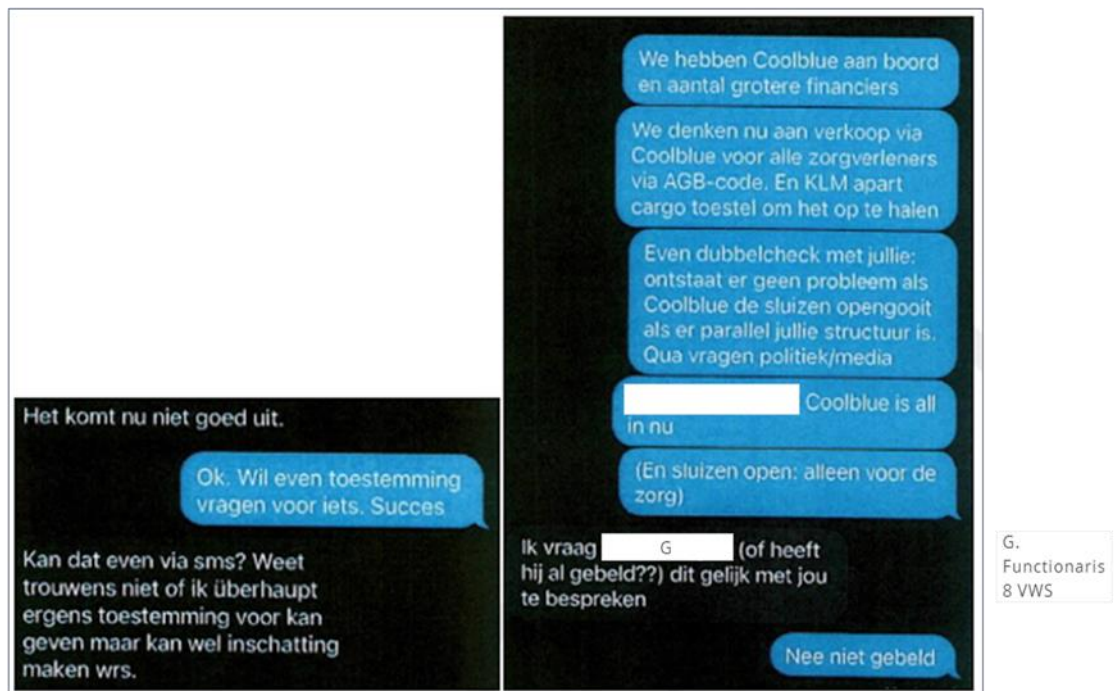 Het komt nu niet goed uit.
Ok. Wil even toestemming
vragen voor iets. Succes
Kan dat even via sms? Weet
trouwens niet of ik überhaupt
ergens toestemming voor kan
geven maar kan wel inschatting
maken wrs.
We hebben Coolblue aan boord
en aantal grotere financiers
We denken nu aan verkoop via
Coolblue voor alle zorgverleners
via AGB-code. En KLM apart
cargo toestel om het op te halen
Even dubbelcheck met jullie:
ontstaat er geen probleem als
Coolblue de sluizen opengooit
als er parallel jullie structuur is.
Qua vragen politiek/media
Coolblue is all
in nu
(En sluizen open: alleen voor de
zorg)
Ik vraag G (of heeft
hij al gebeld??) dit gelijk met jou
te bespreken
Nee niet gebeld
G.
Functionaris
8 VWS